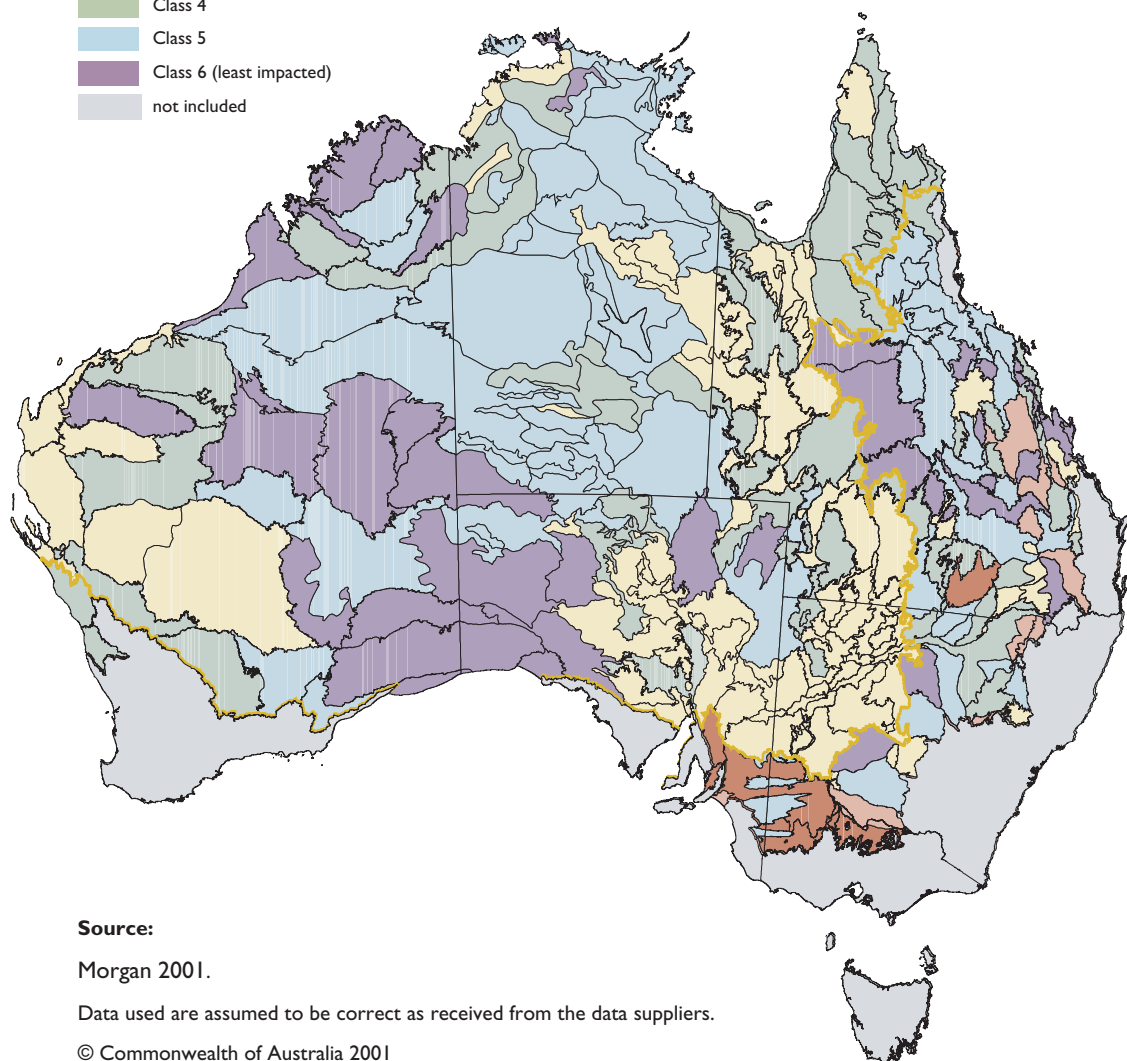 Class 4
Class 5
Class 6 (least impacted)
not included
Source:
Morgan 2001.
Data used are assumed to be correct as received from the data suppliers.
© Commonwealth of Australia 2001